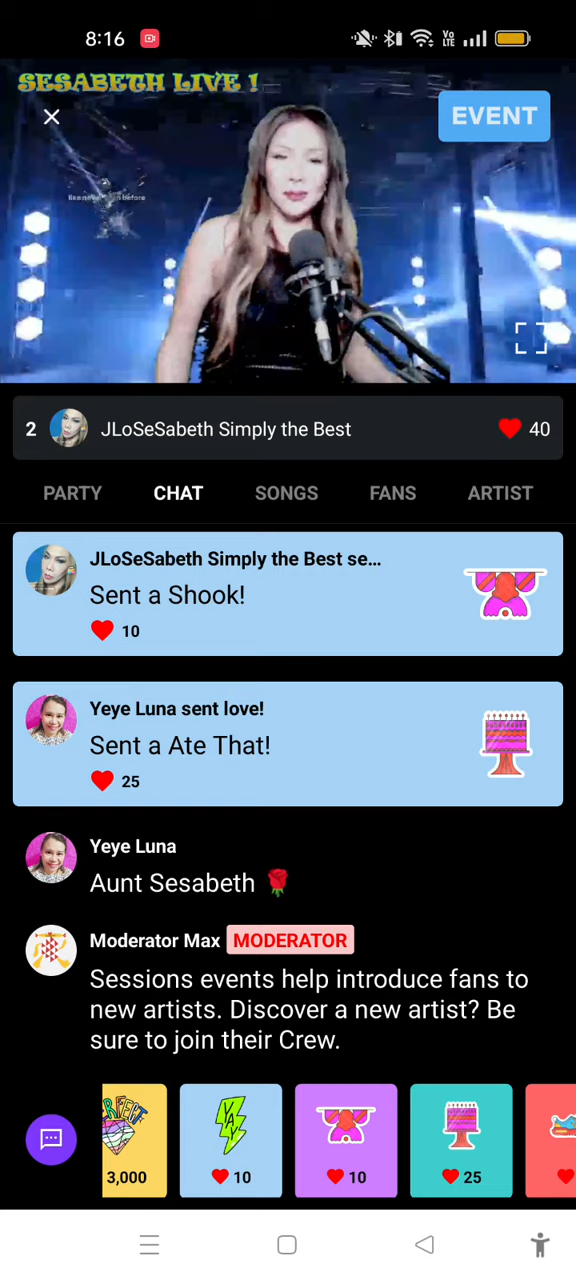 8:16
Vo
LTE
SESABETH LIVE !
EVENT
2 JLoSeSabeth Simply the Best 40
PARTY CHAT SONGS FANS ARTIST
JLoSeSabeth Simply the Best se...
Sent a Shook!
10
Yeye Luna sent love!
Sent a Ate That!
25
Yeye Luna
Aunt Sesabeth 🌹
Moderator Max MODERATOR
Sessions events help introduce fans to
new artists. Discover a new artist? Be
sure to join their Crew.
YAY
3,000 10 10 25